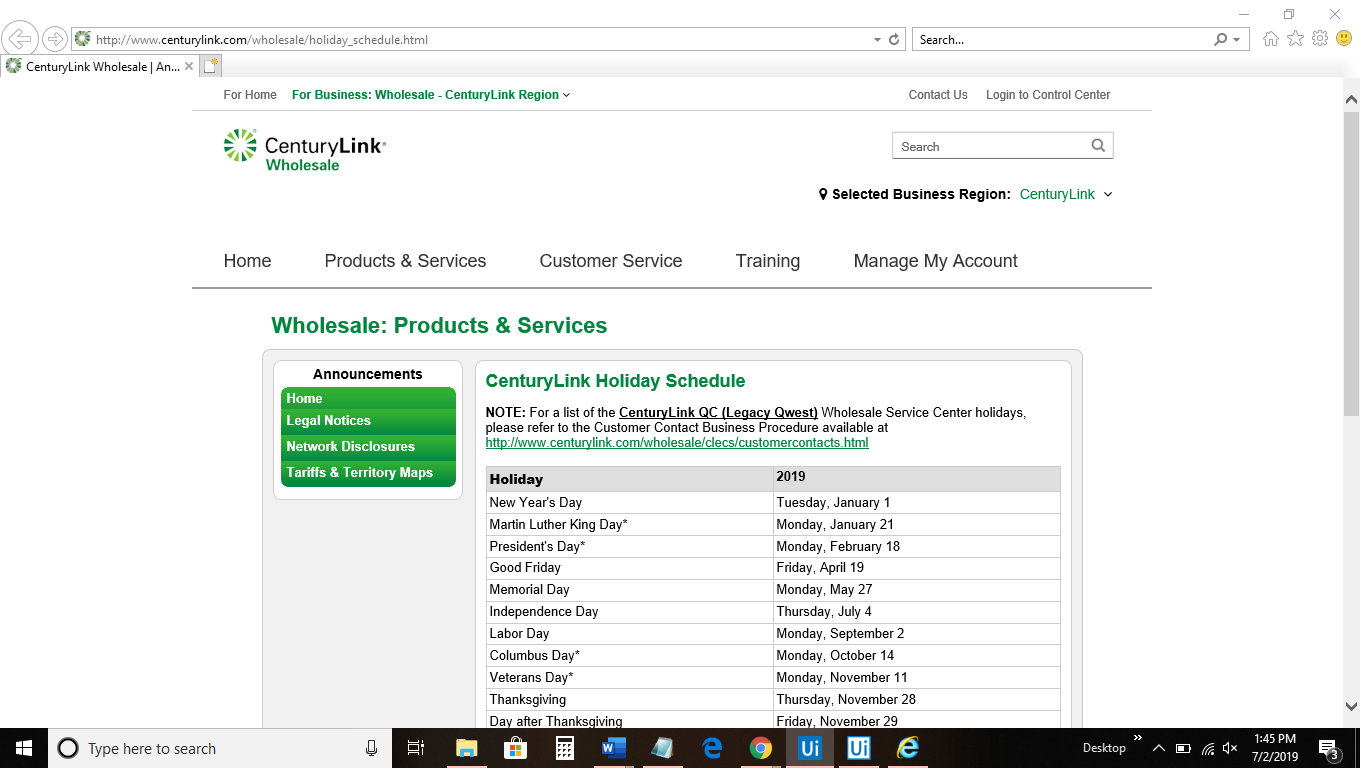 http://www.centurylink.com/wholesale/holiday_schedule.html
Search...
CenturyLink Wholesale | An...
For Home
For Business: Wholesale - CenturyLink Region
Contact Us
Login to Control Center
CenturyLink®
Wholesale
Search
Selected Business Region: CenturyLink
Home
Products & Services
Customer Service
Training
Manage My Account
Wholesale: Products & Services
Announcements
Home
Legal Notices
Network Disclosures
Tariffs & Territory Maps
CenturyLink Holiday Schedule
NOTE: For a list of the CenturyLink QC (Legacy Qwest) Wholesale Service Center holidays,
please refer to the Customer Contact Business Procedure available at
http://www.centurylink.com/wholesale/clecs/customercontacts.html
Holiday 2019
New Year's Day Tuesday, January 1
Martin Luther King Day* Monday, January 21
President's Day* Monday, February 18
Good Friday Friday, April 19
Memorial Day Monday, May 27
Independence Day Thursday, July 4
Labor Day Monday, September 2
Columbus Day* Monday, October 14
Veterans Day* Monday, November 11
Thanksgiving Thursday, November 28
Day after Thanksgiving Friday, November 29
Type here to search
W
Ui
Ui
Desktop
1:45 PM
7/2/2019
3